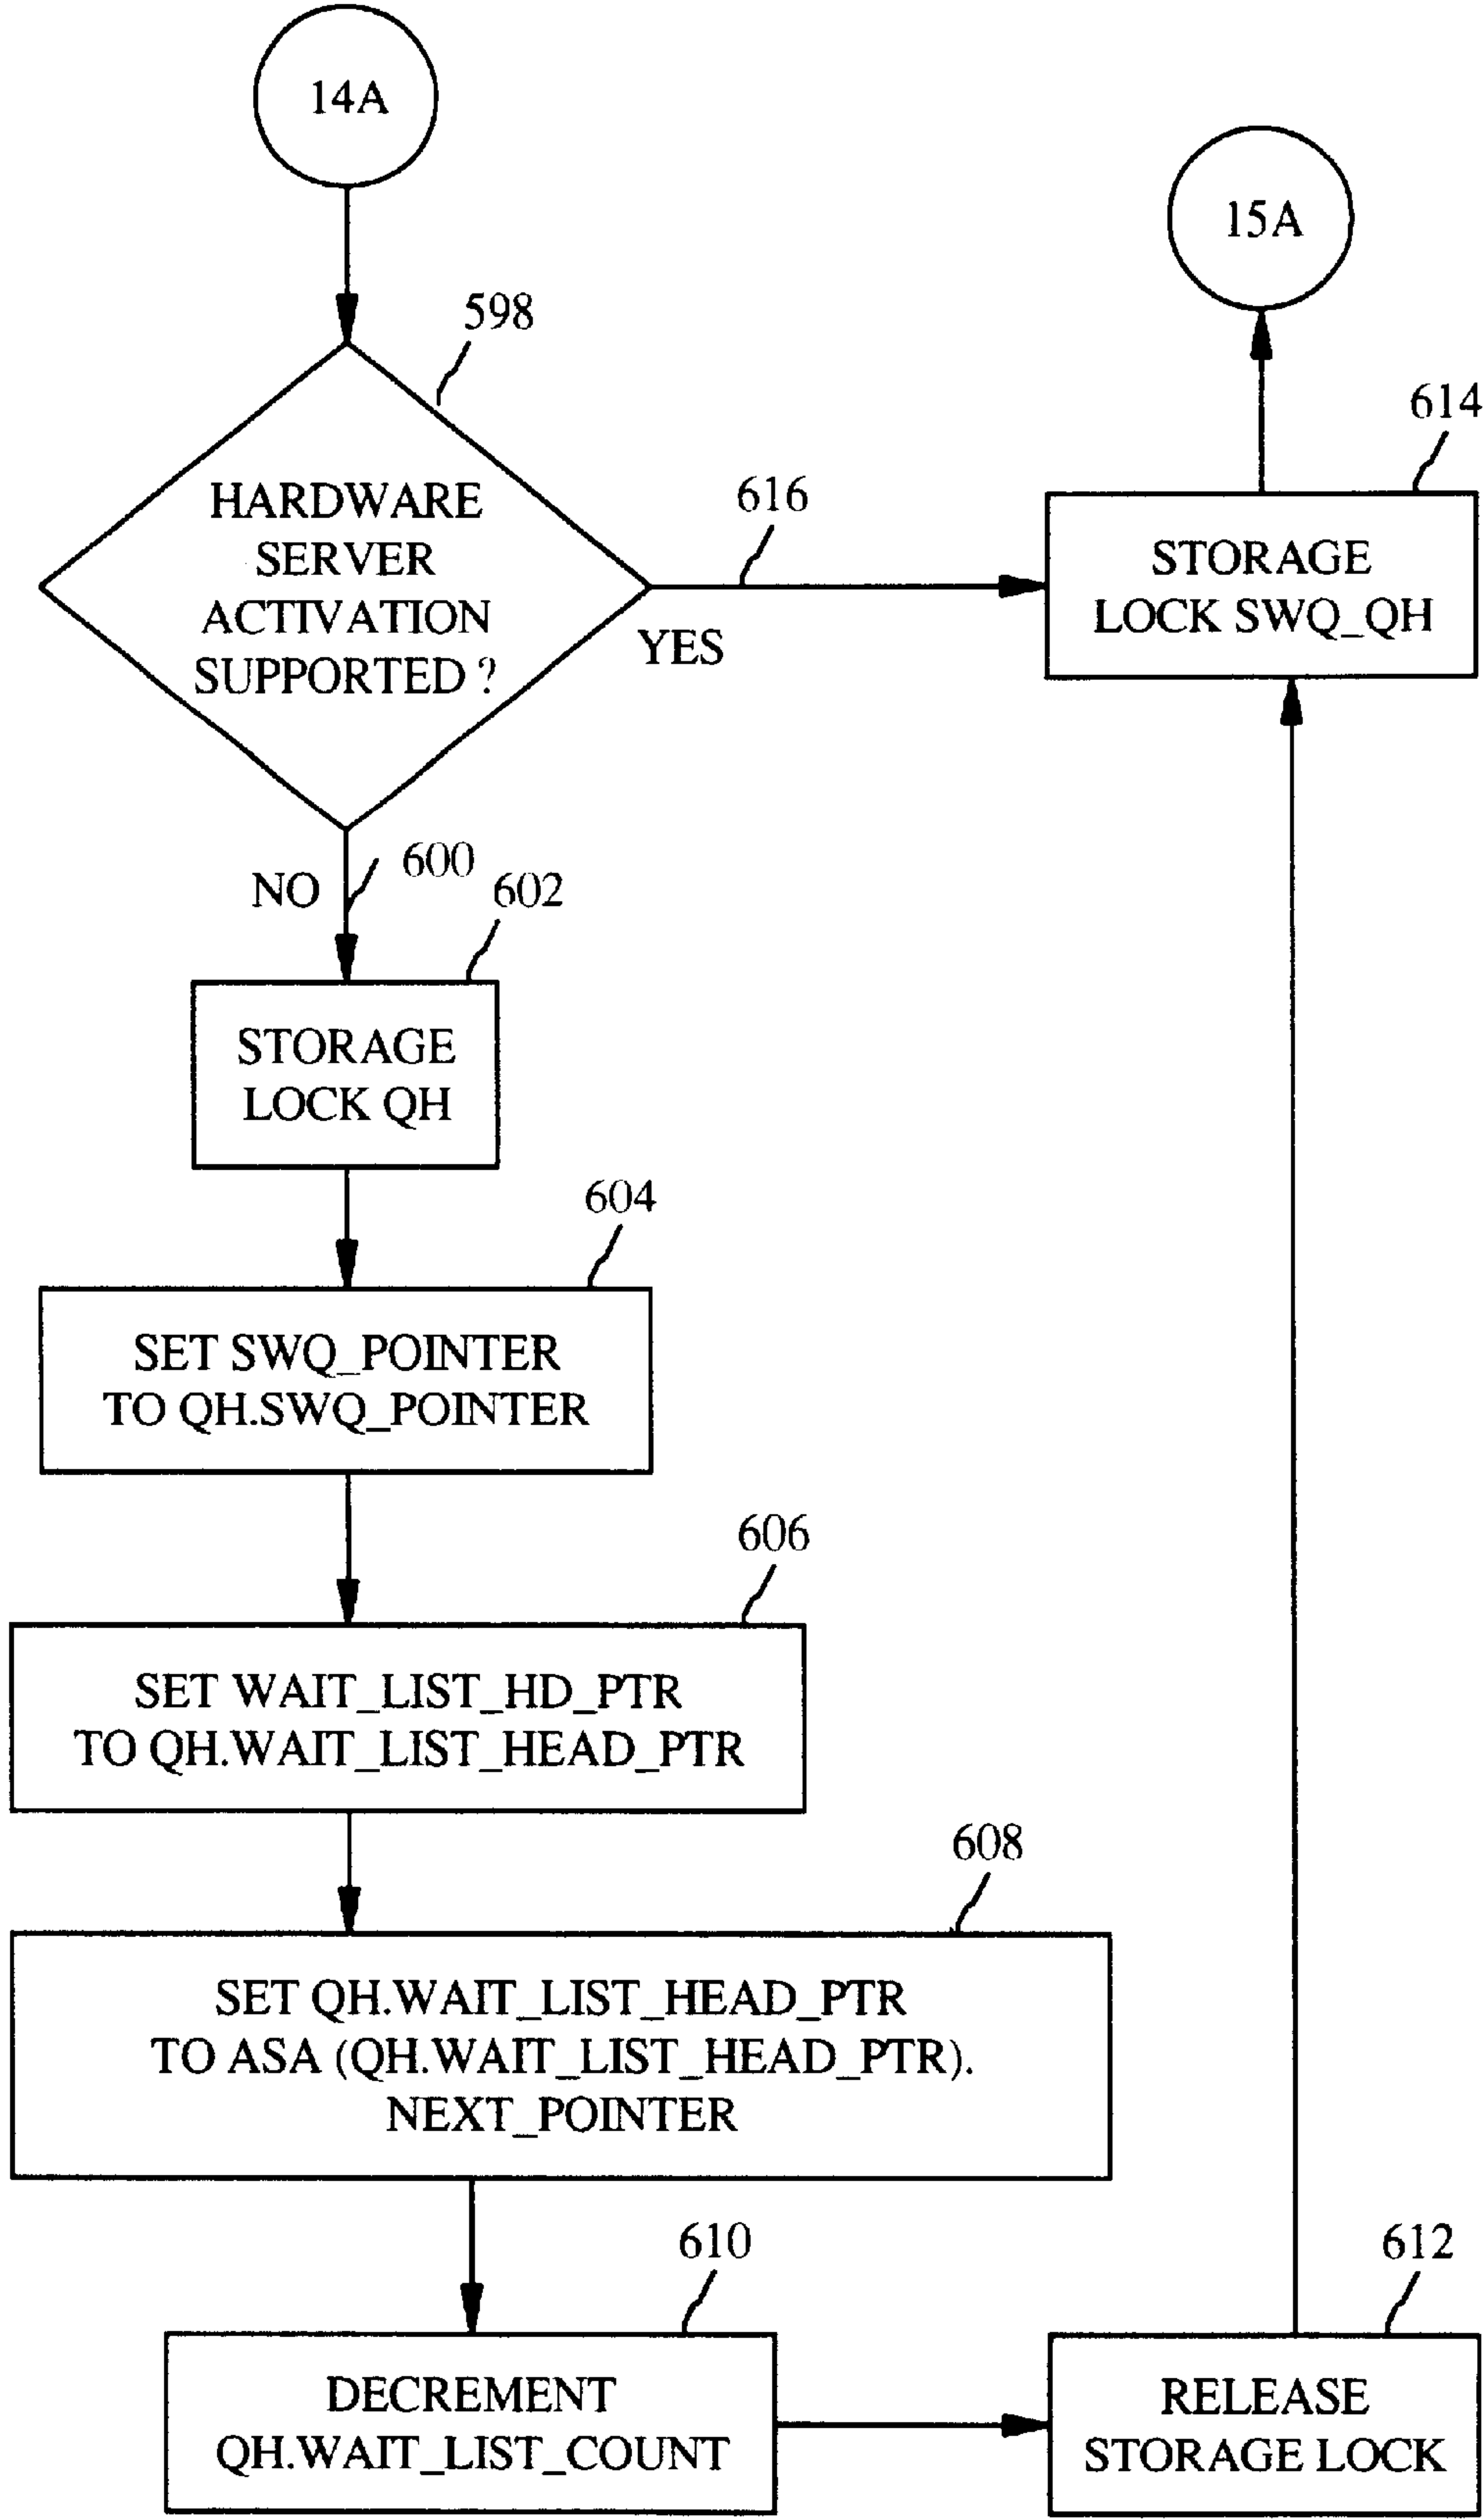 14A
15A
598
614
HARDWARE
SERVER
ACTIVATION
SUPPORTED ?
616
YES
STORAGE
LOCK SWQ_QH
NO
600
602
STORAGE
LOCK QH
604
SET SWQ_POINTER
TO QH.SWQ_POINTER
606
SET WAIT_LIST_HD_PTR
TO QH.WAIT_LIST_HEAD_PTR
608
SET QH.WAIT_LIST_HEAD_PTR
TO ASA (QH.WAIT_LIST_HEAD_PTR).
NEXT_POINTER
610
DECREMENT
QH.WAIT_LIST_COUNT
612
RELEASE
STORAGE LOCK